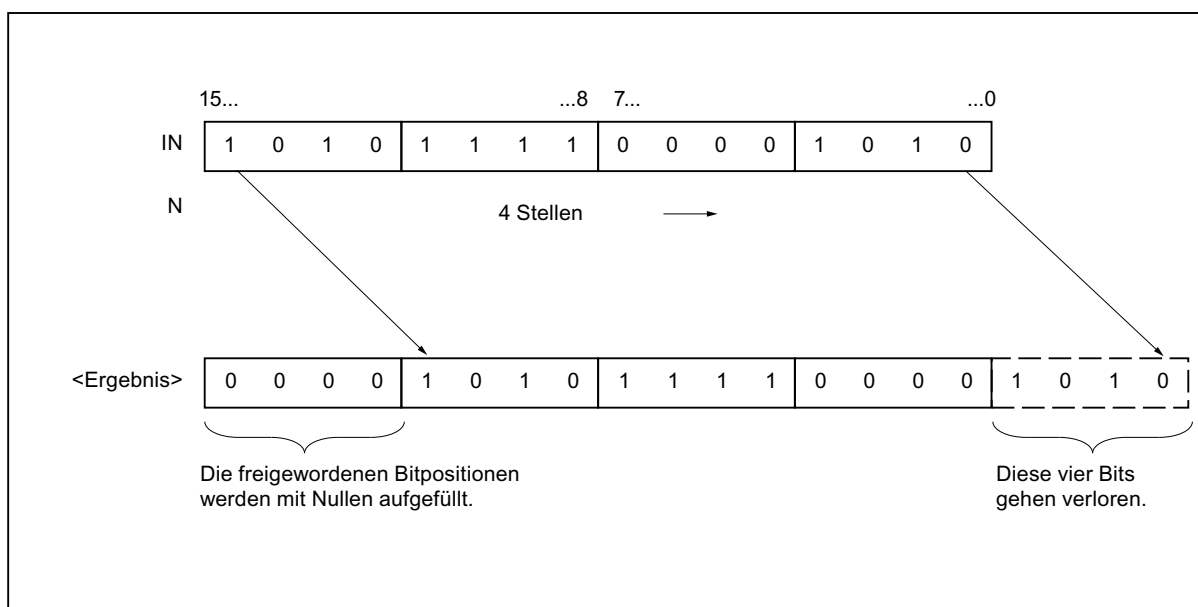 15... ...8 7... ...0
IN 1 0 1 0 1 1 1 1 0 0 0 0 1 0 1 0
N 4 Stellen
<Ergebnis> 0 0 0 0 1 0 1 0 1 1 1 1 0 0 0 0 1 0 1 0
Die freigewordenen Bitpositionen
werden mit Nullen aufgefüllt.
Diese vier Bits
gehen verloren.